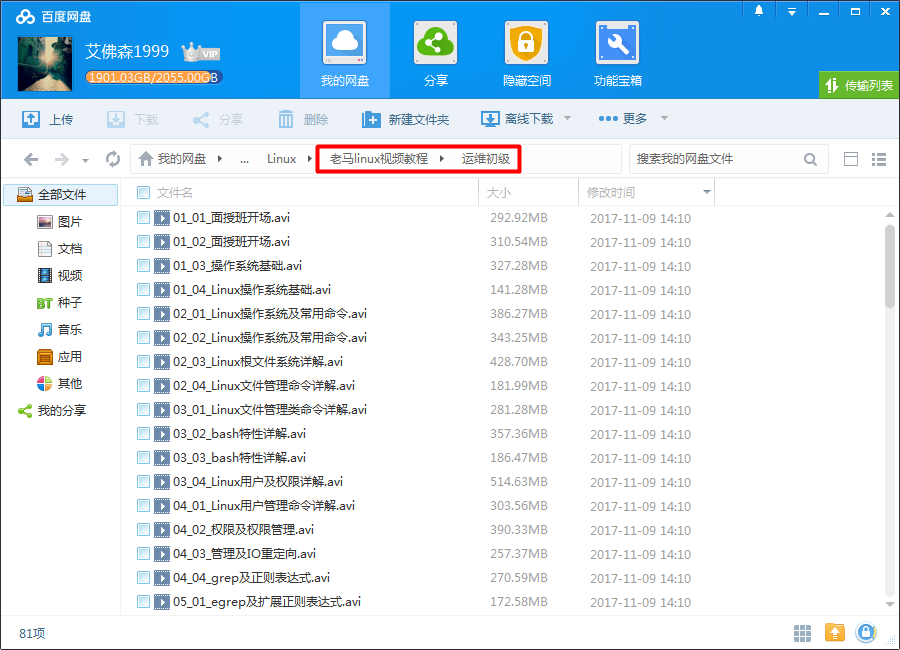 百度网盘
艾佛森1999 VIP
1901.03GB/2055.00GB
我的网盘 分享 隐藏空间 功能宝箱
传输列表
上传 下载 分享 删除 新建文件夹 离线下载 更多
我的网盘 ... Linux 老马linux视频教程 运维初级 搜索我的网盘文件
全部文件
图片
文档
视频
BT 种子
音乐
应用
其他
我的分享
文件名 大小 修改时间
01_01_面授班开场.avi 292.92MB 2017-11-09 14:10
01_02_面授班开场.avi 310.54MB 2017-11-09 14:10
01_03_操作系统基础.avi 327.28MB 2017-11-09 14:10
01_04_Linux操作系统基础.avi 141.28MB 2017-11-09 14:10
02_01_Linux操作系统及常用命令.avi 386.27MB 2017-11-09 14:10
02_02_Linux操作系统及常用命令.avi 343.25MB 2017-11-09 14:10
02_03_Linux根文件系统详解.avi 428.70MB 2017-11-09 14:10
02_04_Linux文件管理命令详解.avi 181.99MB 2017-11-09 14:10
03_01_Linux文件管理类命令详解.avi 281.28MB 2017-11-09 14:10
03_02_bash特性详解.avi 357.36MB 2017-11-09 14:10
03_03_bash特性详解.avi 186.47MB 2017-11-09 14:10
03_04_Linux用户及权限详解.avi 514.63MB 2017-11-09 14:10
04_01_Linux用户管理命令详解.avi 303.56MB 2017-11-09 14:10
04_02_权限及权限管理.avi 390.33MB 2017-11-09 14:10
04_03_管理及IO重定向.avi 257.37MB 2017-11-09 14:10
04_04_grep及正则表达式.avi 270.59MB 2017-11-09 14:10
05_01_egrep及扩展正则表达式.avi 172.58MB 2017-11-09 14:10
81项